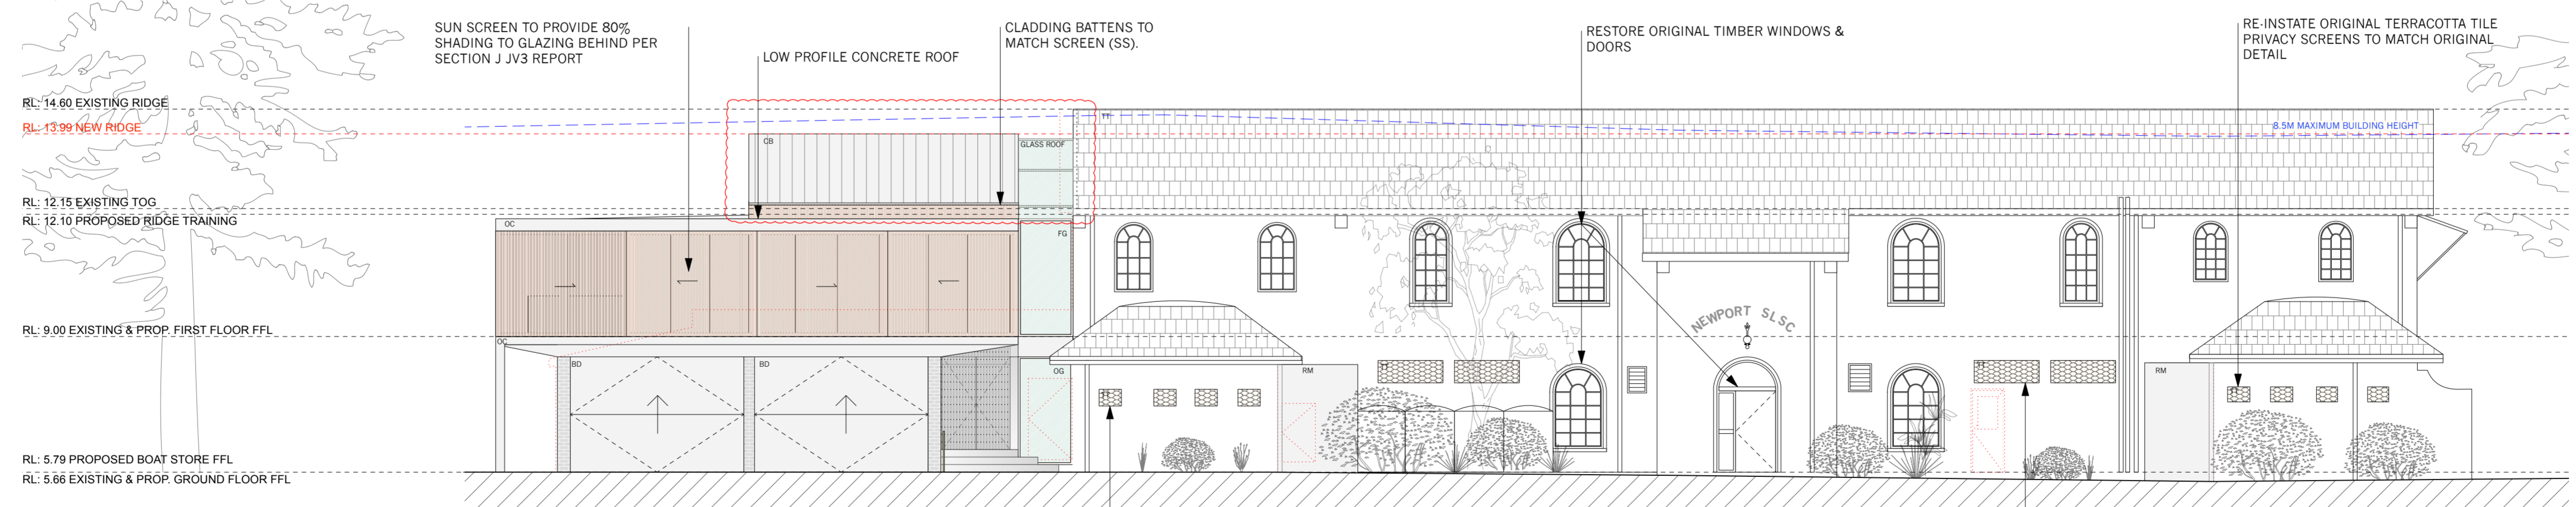 SUN SCREEN TO PROVIDE 80%
SHADING TO GLAZING BEHIND PER
SECTION J JV3 REPORT
LOW PROFILE CONCRETE ROOF
CLADDING BATTENS TO
MATCH SCREEN (SS).
RESTORE ORIGINAL TIMBER WINDOWS &
DOORS
RE-INSTATE ORIGINAL TERRACOTTA TILE
PRIVACY SCREENS TO MATCH ORIGINAL
DETAIL
RL: 14.60 EXISTING RIDGE
RL: 13.99 NEW RIDGE
RL: 12.15 EXISTING TOG
RL: 12.10 PROPOSED RIDGE TRAINING
RL: 9.00 EXISTING & PROP. FIRST FLOOR FFL
RL: 5.79 PROPOSED BOAT STORE FFL
RL: 5.66 EXISTING & PROP. GROUND FLOOR FFL
TT
8.5M MAXIMUM BUILDING HEIGHT
CB
GLASS ROOF
OC
FG
OC
BD
BD
OG
RM
NEWPORT SLSC
TT
RM